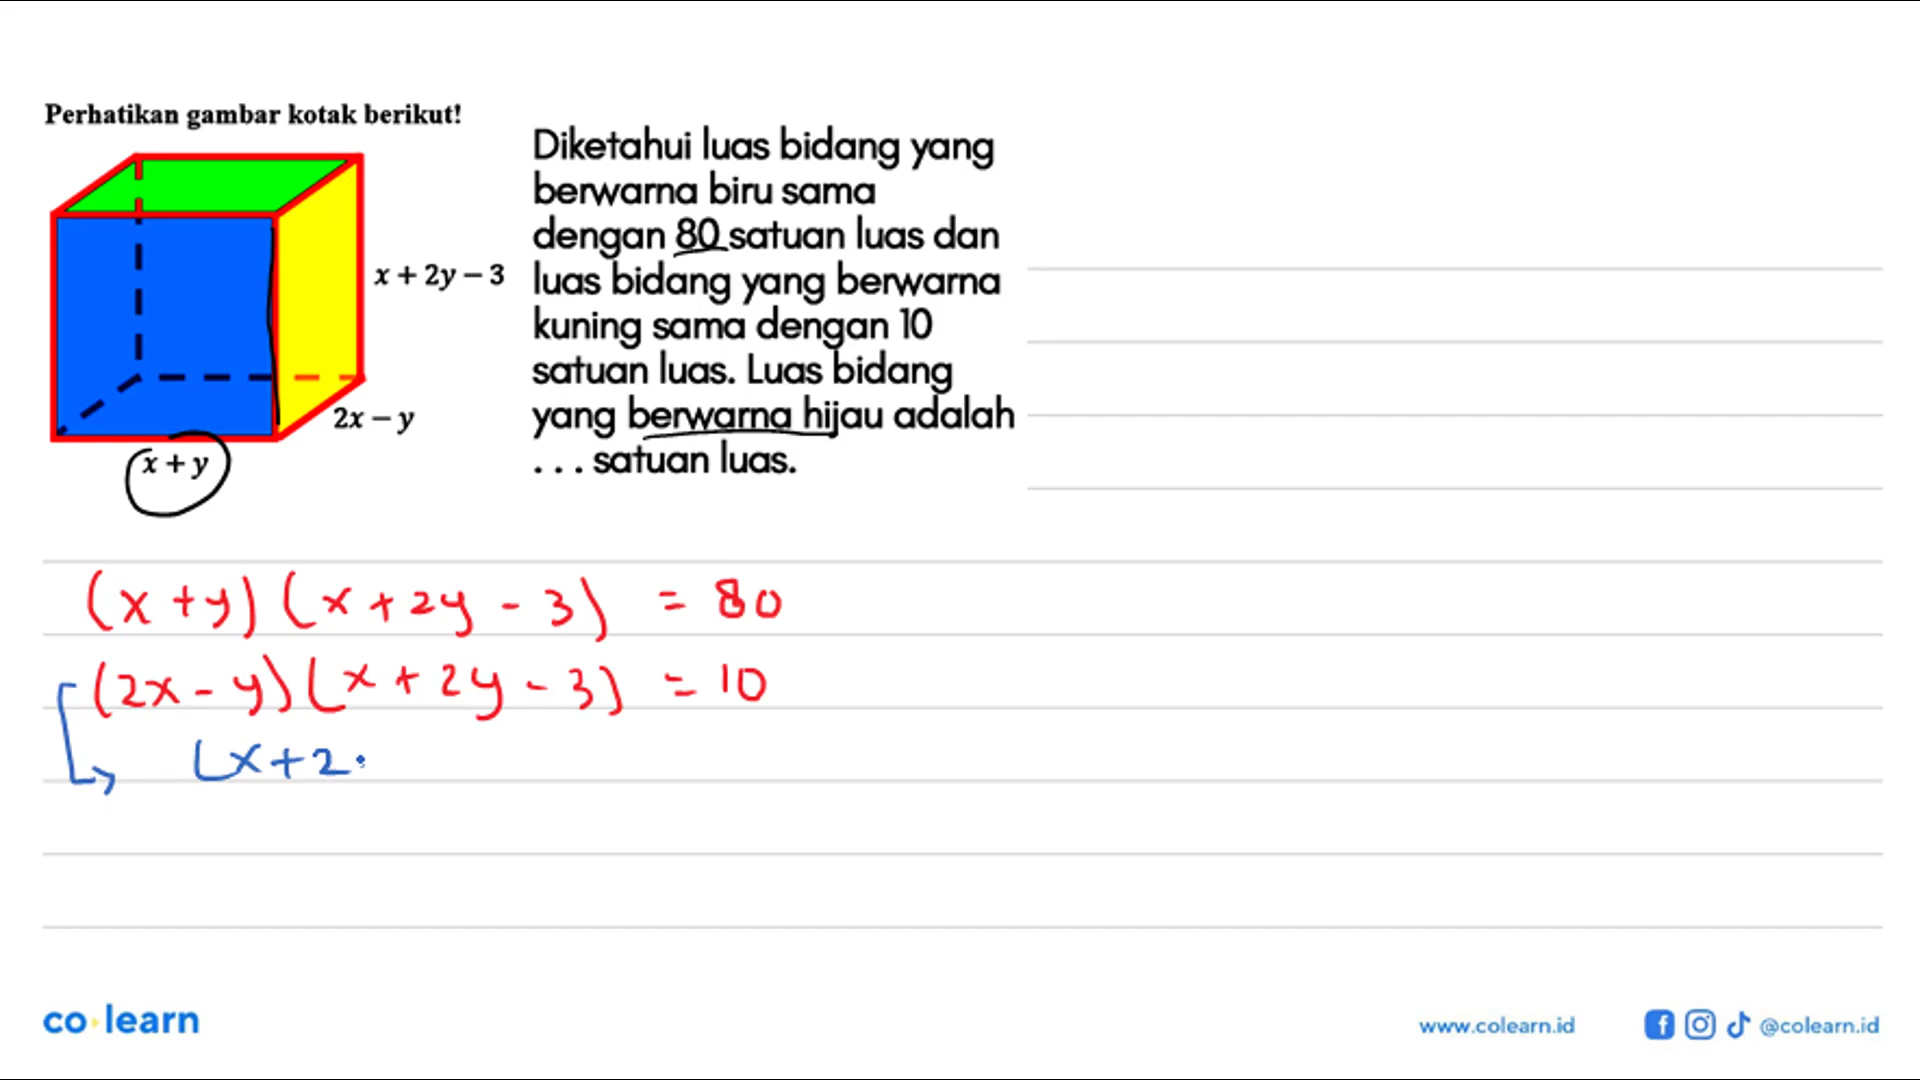 Perhatikan gambar kotak berikut!
x + 2y − 3
2x − y
x + y
Diketahui luas bidang yang
berwarna biru sama
dengan 80 satuan luas dan
luas bidang yang berwarna
kuning sama dengan 10
satuan luas. Luas bidang
yang berwarna hijau adalah
. . . satuan luas.
(x + y) (x + 2y - 3) = 80
(2x - y) (x + 2y - 3) = 10
(x + 2
co learn
www.colearn.id
@colearn.id